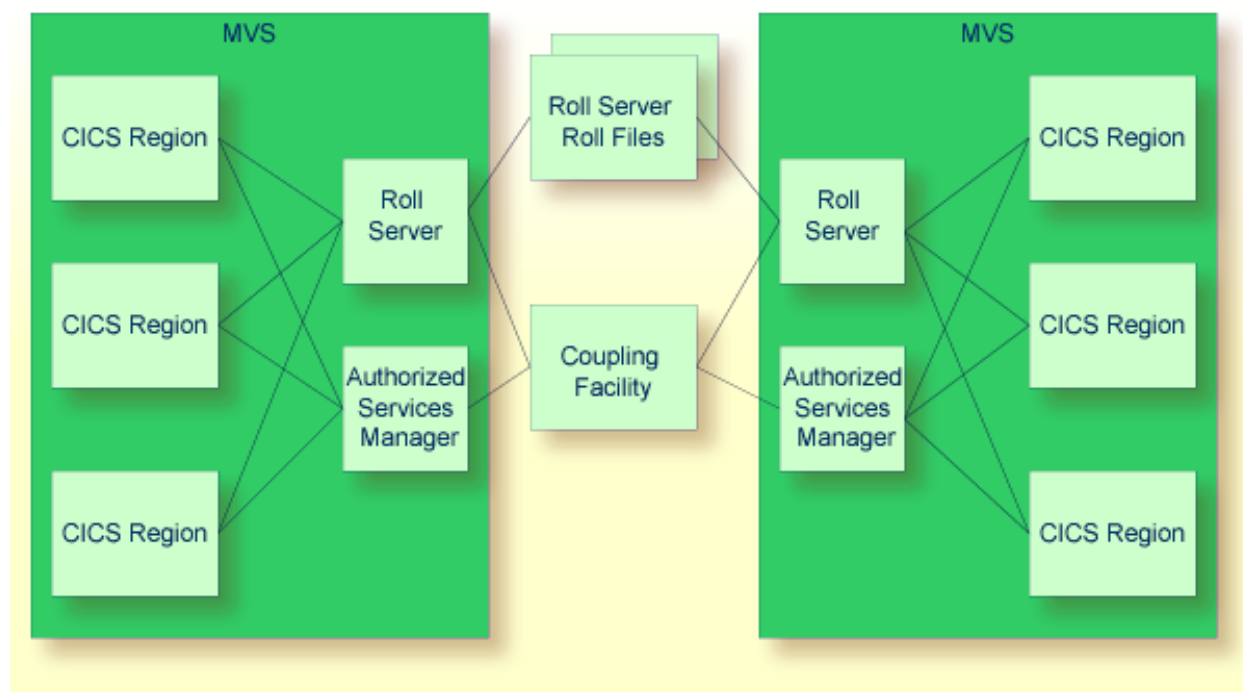 MVS
CICS Region
CICS Region
CICS Region
Roll
Server
Authorized
Services
Manager
Roll Server
Roll Files
Coupling
Facility
MVS
Roll
Server
Authorized
Services
Manager
CICS Region
CICS Region
CICS Region